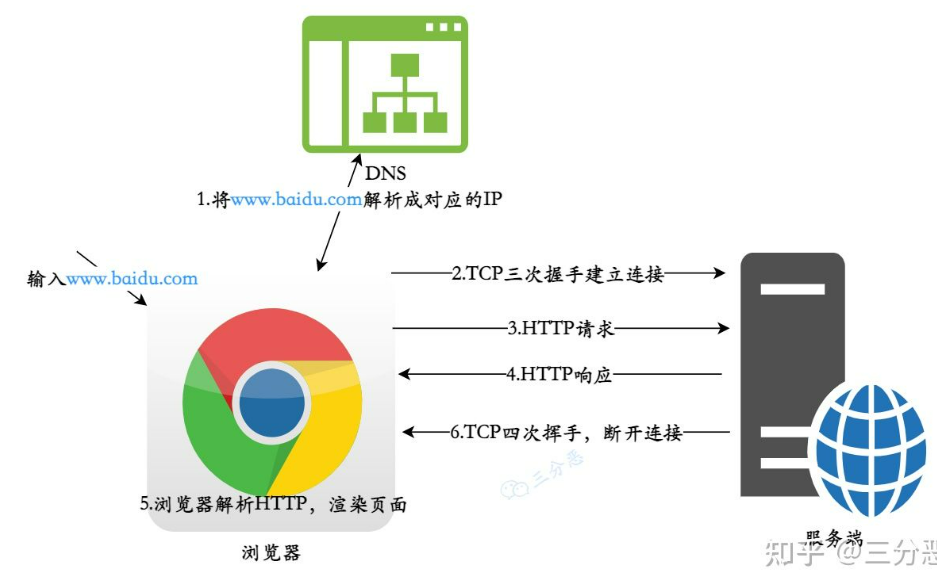 DNS
1.将www.baidu.com解析成对应的IP
输入www.baidu.com
2.TCP三次握手建立连接
3.HTTP请求
4.HTTP响应
6.TCP四次挥手，断开连接
三分恶
5.浏览器解析HTTP，渲染页面
浏览器
服务端
知乎 @三分恶